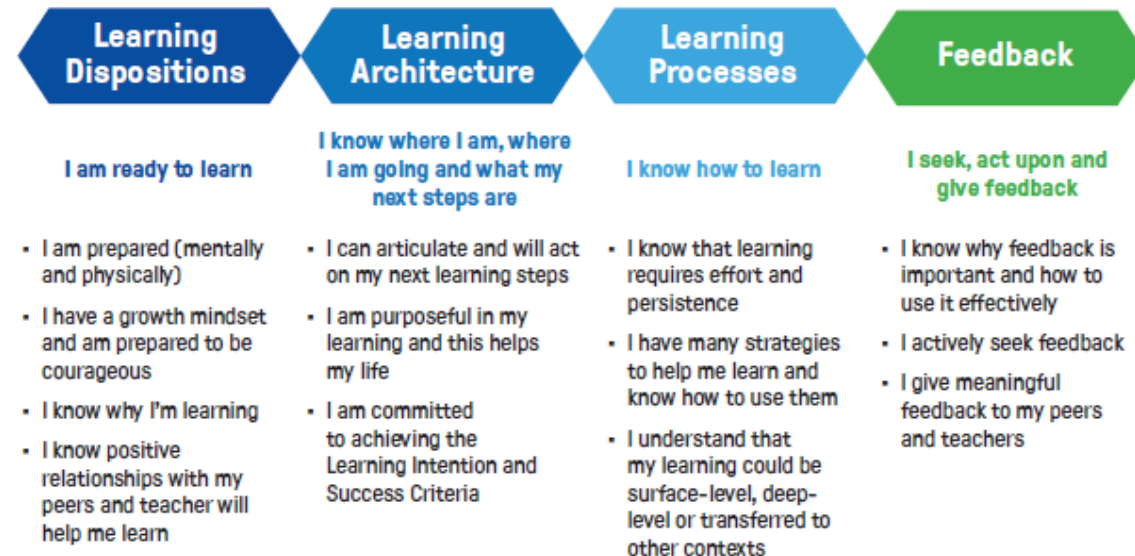 Learning
Dispositions
I am ready to learn
▪ I am prepared (mentally
and physically)
▪ I have a growth mindset
and am prepared to be
courageous
▪ I know why I'm learning
▪ I know positive
relationships with my
peers and teacher will
help me learn
Learning
Architecture
I know where I am, where
I am going and what my
next steps are
▪ I can articulate and will act
on my next learning steps
▪ I am purposeful in my
learning and this helps
my life
▪ I am committed
to achieving the
Learning Intention and
Success Criteria
Learning
Processes
I know how to learn
▪ I know that learning
requires effort and
persistence
▪ I have many strategies
to help me learn and
know how to use them
▪ I understand that
my learning could be
surface-level, deep-
level or transferred to
other contexts
Feedback
I seek, act upon and
give feedback
▪ I know why feedback is
important and how to
use it effectively
▪ I actively seek feedback
▪ I give meaningful
feedback to my peers
and teachers